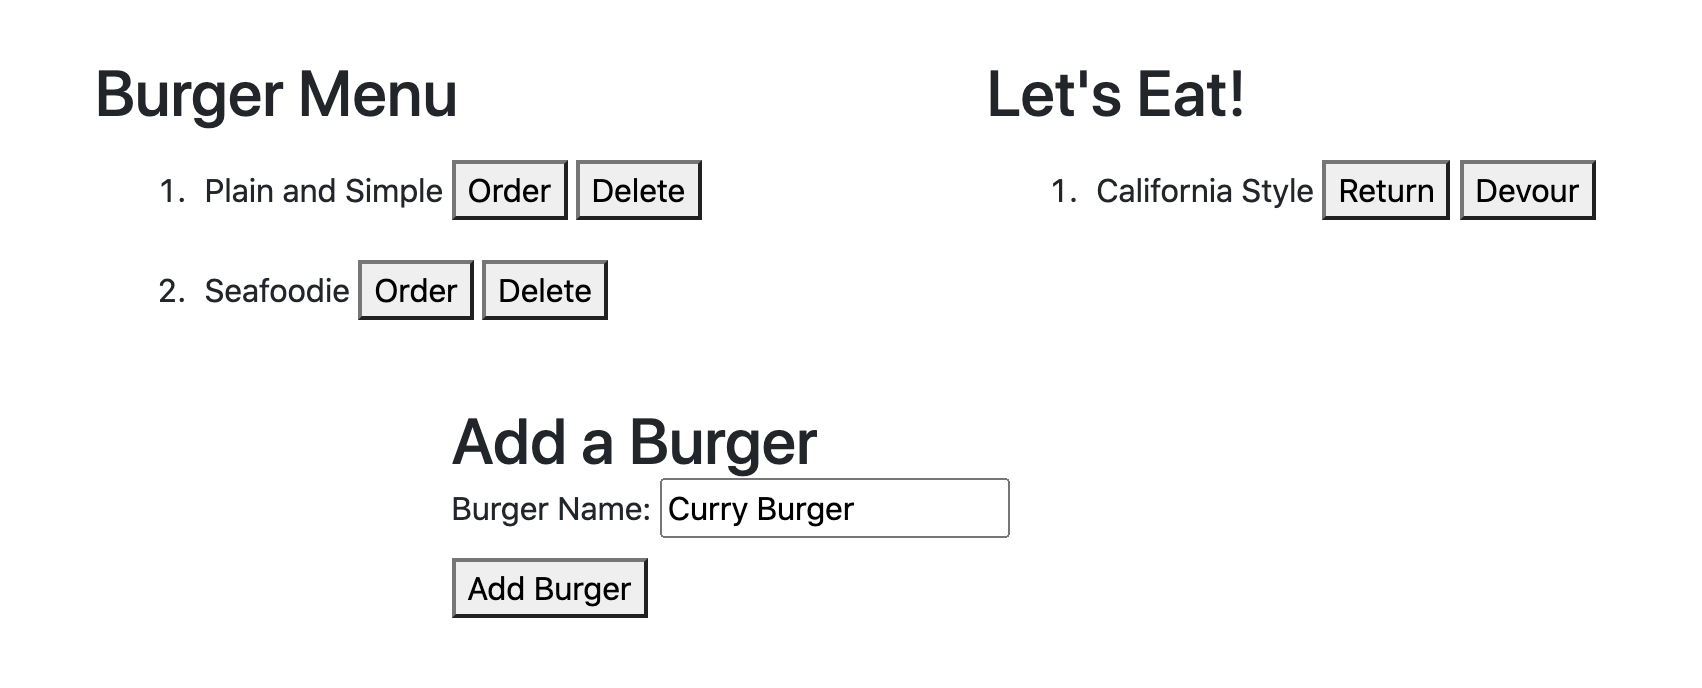 Burger Menu
1. Plain and Simple Order Delete
2. Seafoodie Order Delete
Let's Eat!
1. California Style Return Devour
Add a Burger
Burger Name: Curry Burger
Add Burger